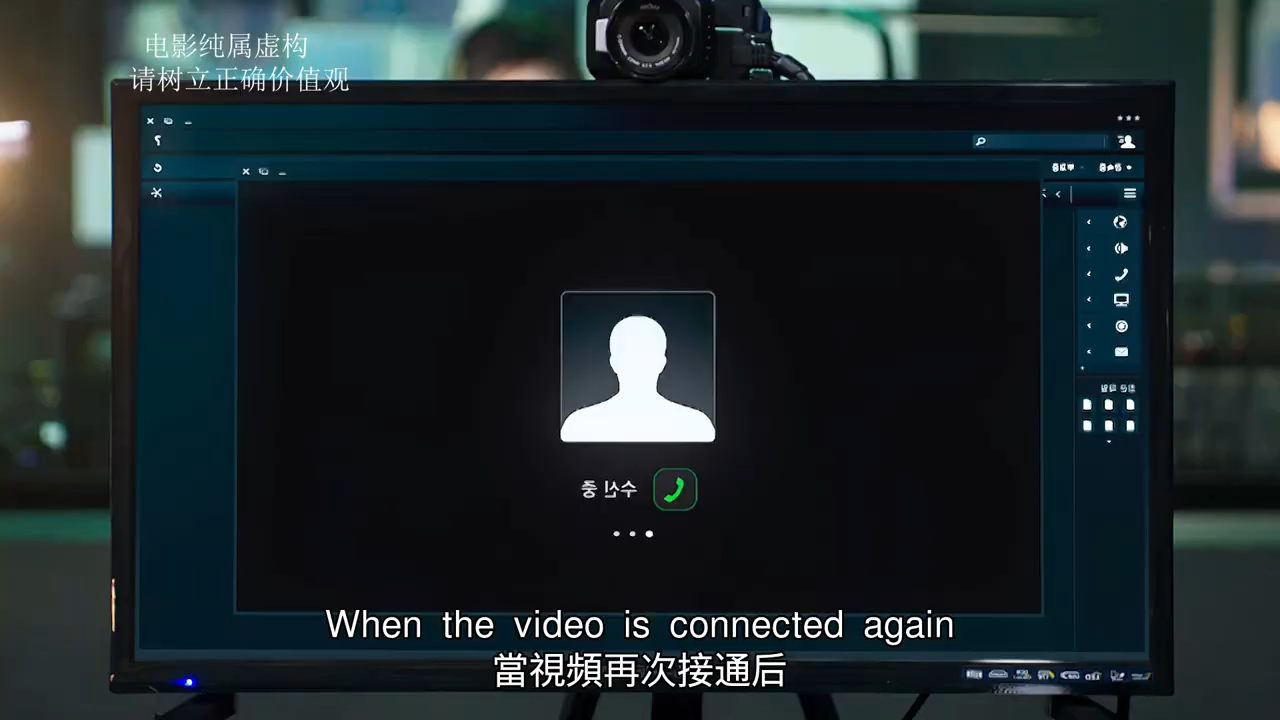 电影纯属虚构
请树立正确价值观
수신 중
When the video is connected again
當視頻再次接通后